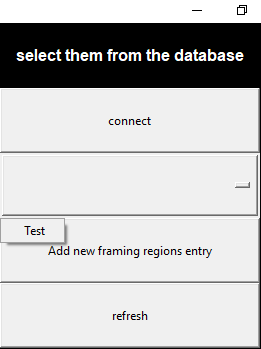 select them from the database
connect
Test
Add new framing regions entry
refresh